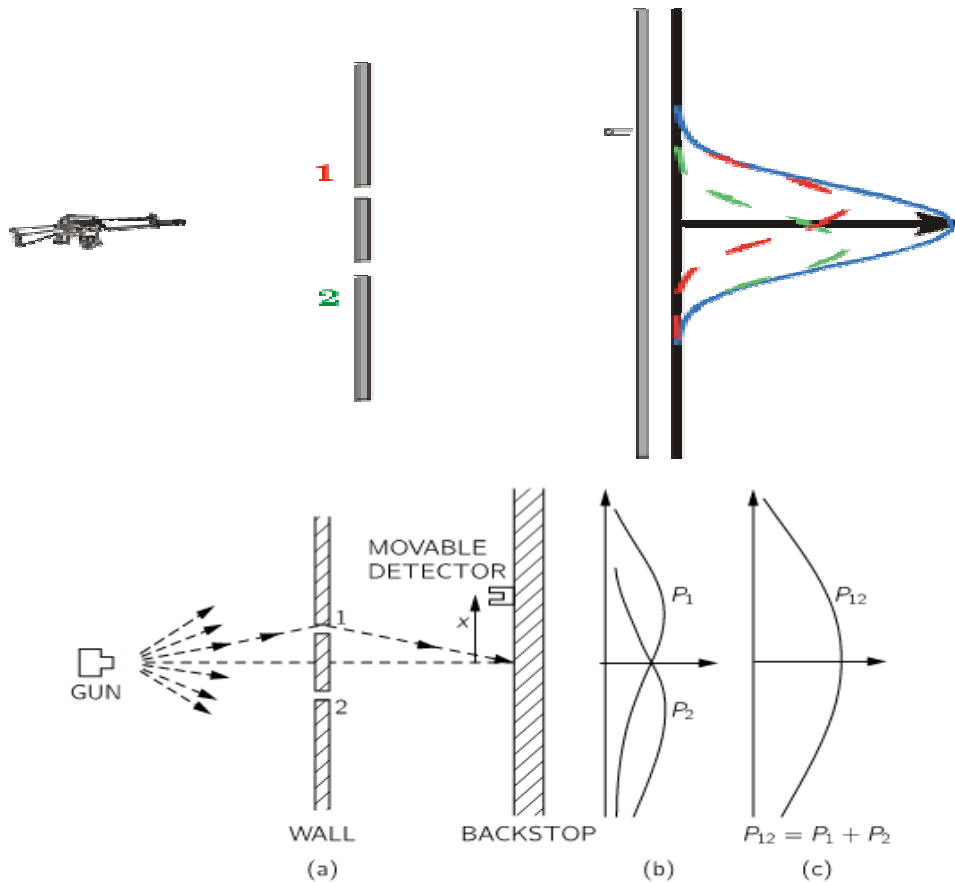 1
2
MOVABLE
DETECTOR
x
1
GUN
2
P₁
P₂
P₁₂
WALL
BACKSTOP
P₁₂ = P₁ + P₂
(a)
(b)
(c)